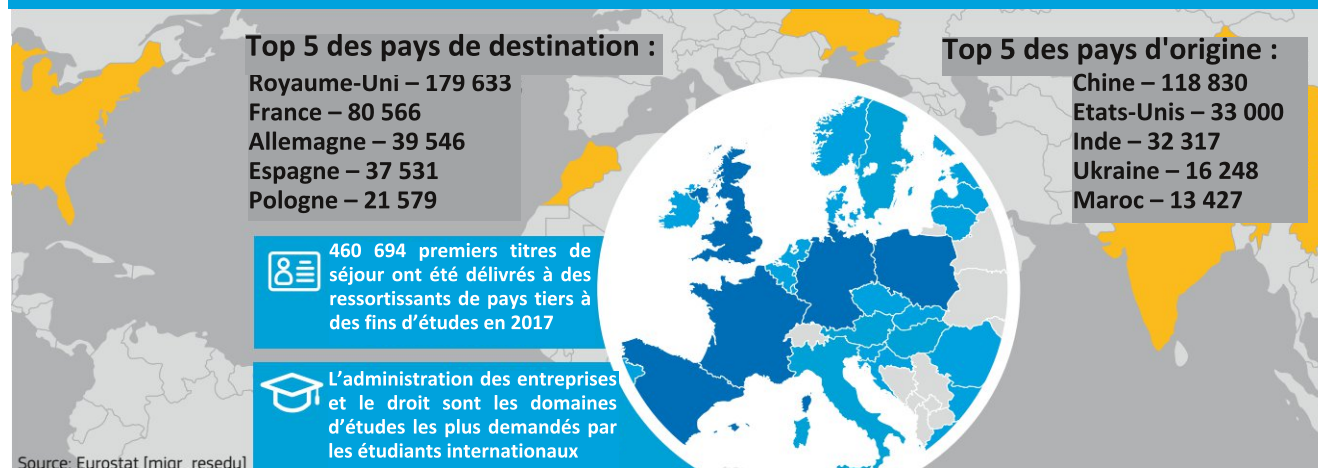 Top 5 des pays de destination :
Royaume-Uni – 179 633
France – 80 566
Allemagne – 39 546
Espagne – 37 531
Pologne – 21 579
Top 5 des pays d'origine :
Chine – 118 830
Etats-Unis – 33 000
Inde – 32 317
Ukraine – 16 248
Maroc – 13 427
460 694 premiers titres de
séjour ont été délivrés à des
ressortissants de pays tiers à
des fins d’études en 2017
L’administration des entreprises
et le droit sont les domaines
d’études les plus demandés par
les étudiants internationaux
Source: Eurostat [migr_resedu]